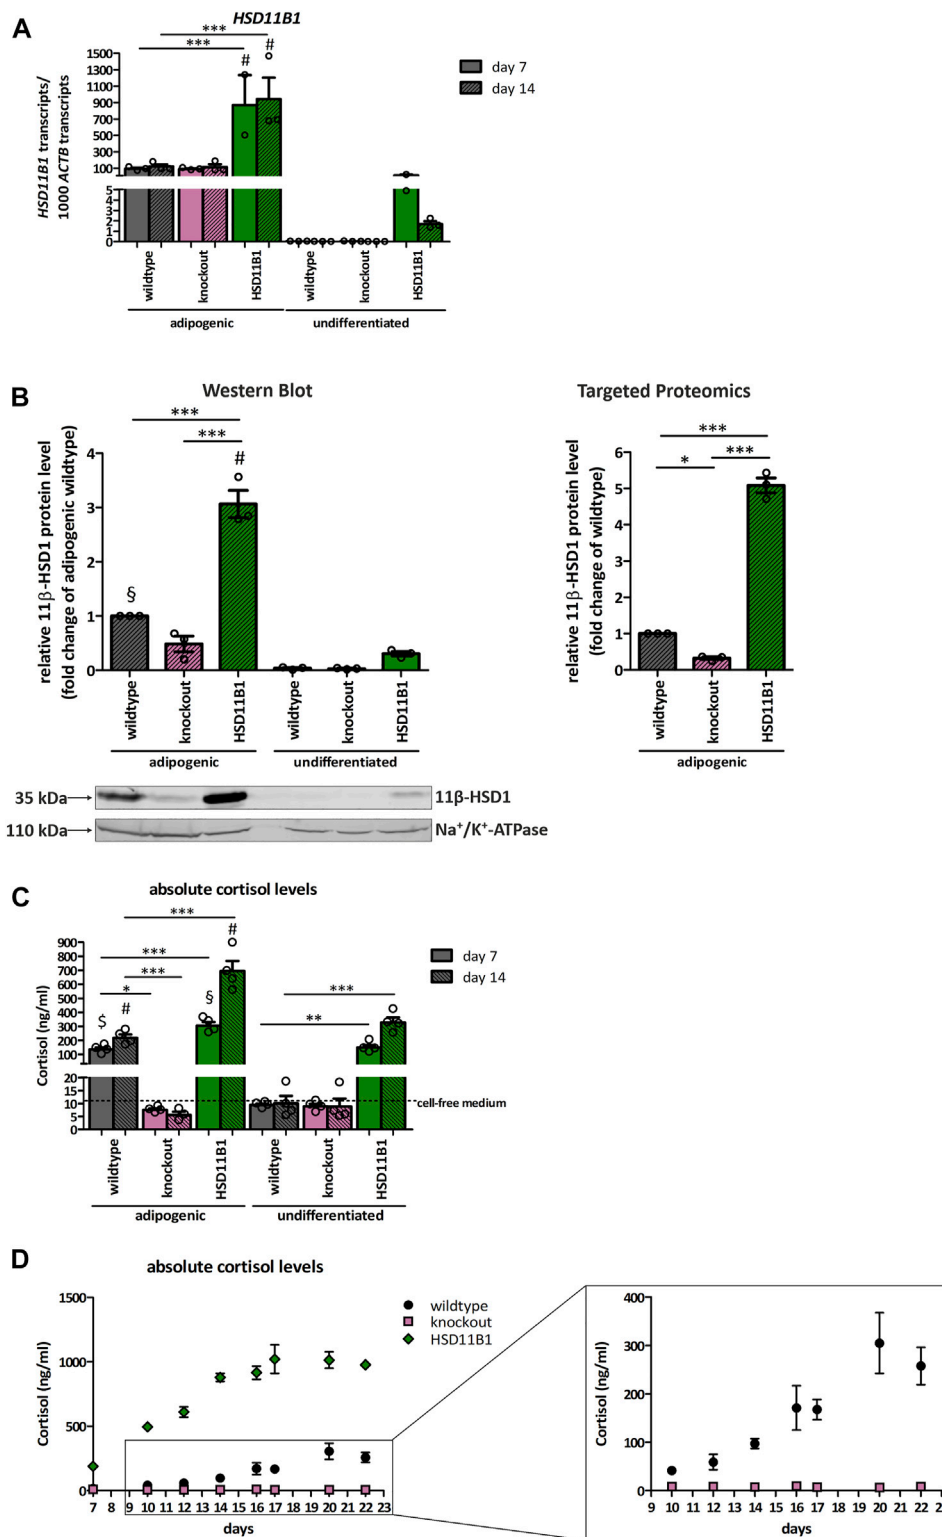 A
HSD11B1
***
***
#
#
HSD11B1 transcripts/
1000 ACTB transcripts
1500
1300
1100
900
700
500
300
100
5
4
3
2
1
0
day 7
day 14
wildtype
knockout
HSD11B1
wildtype
knockout
HSD11B1
adipogenic
undifferentiated
B
Western Blot
***
***
#
§
relative 11β-HSD1 protein level
(fold change of adipogenic wildtype)
4
3
2
1
0
wildtype
knockout
HSD11B1
wildtype
knockout
HSD11B1
adipogenic
undifferentiated
35 kDa
11β-HSD1
110 kDa
Na⁺/K⁺-ATPase
Targeted Proteomics
***
*
***
relative 11β-HSD1 protein level
(fold change of wildtype)
6
5
4
3
2
1
0
wildtype
knockout
HSD11B1
adipogenic
C
absolute cortisol levels
***
***
***
*
#
$
#
§
***
**
Cortisol (ng/ml)
900
800
700
600
500
400
300
200
100
20
15
10
5
0
day 7
day 14
cell-free medium
wildtype
knockout
HSD11B1
wildtype
knockout
HSD11B1
adipogenic
undifferentiated
D
absolute cortisol levels
Cortisol (ng/ml)
1500
1000
500
0
wildtype
knockout
HSD11B1
7 8 9 10 11 12 13 14 15 16 17 18 19 20 21 22 23
days
Cortisol (ng/ml)
400
300
200
100
0
9 10 11 12 13 14 15 16 17 18 19 20 21 22
days